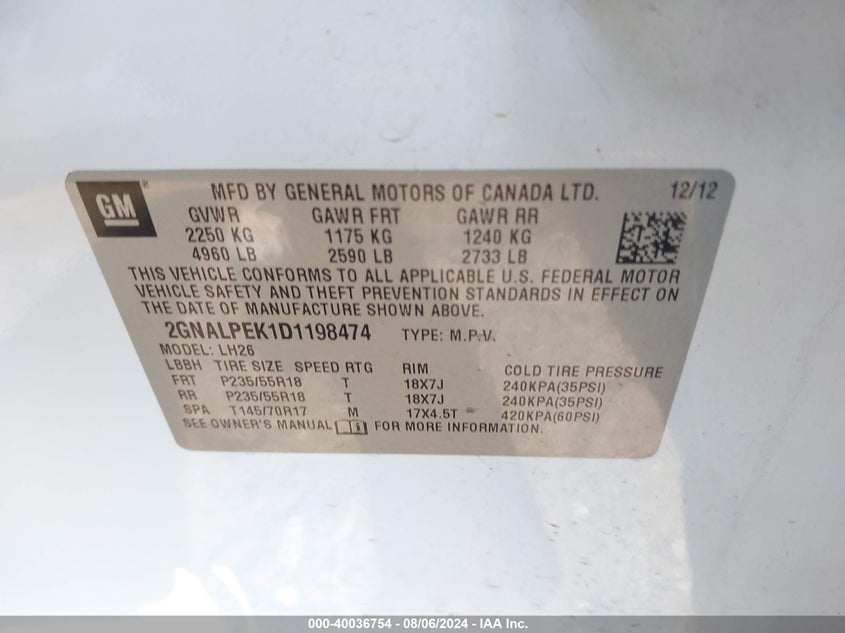 GM ® MFD BY GENERAL MOTORS OF CANADA LTD. 12/12
GVWR GAWR FRT GAWR RR
2250 KG 1175 KG 1240 KG
4960 LB 2590 LB 2733 LB
THIS VEHICLE CONFORMS TO ALL APPLICABLE U.S. FEDERAL MOTOR
VEHICLE SAFETY AND THEFT PREVENTION STANDARDS IN EFFECT ON
THE DATE OF MANUFACTURE SHOWN ABOVE.
2GNALPEK1D1198474 TYPE: M.P.V.
MODEL: LH26
LBBH TIRE SIZE SPEED RTG RIM COLD TIRE PRESSURE
FRT P235/55R18 T 18X7J 240KPA(35PSI)
RR P235/55R18 T 18X7J 240KPA(35PSI)
SPA T145/70R17 M 17X4.5T 420KPA(60PSI)
SEE OWNER'S MANUAL FOR MORE INFORMATION.
000-40036754 - 08/06/2024 - IAA Inc.